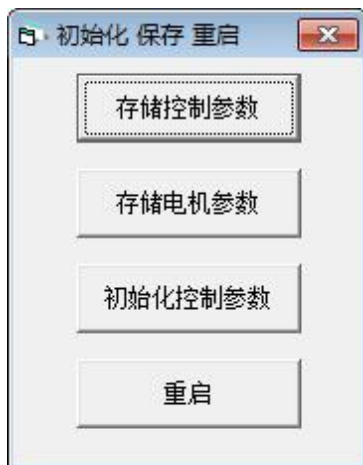 初始化 保存 重启
存储控制参数
存储电机参数
初始化控制参数
重启